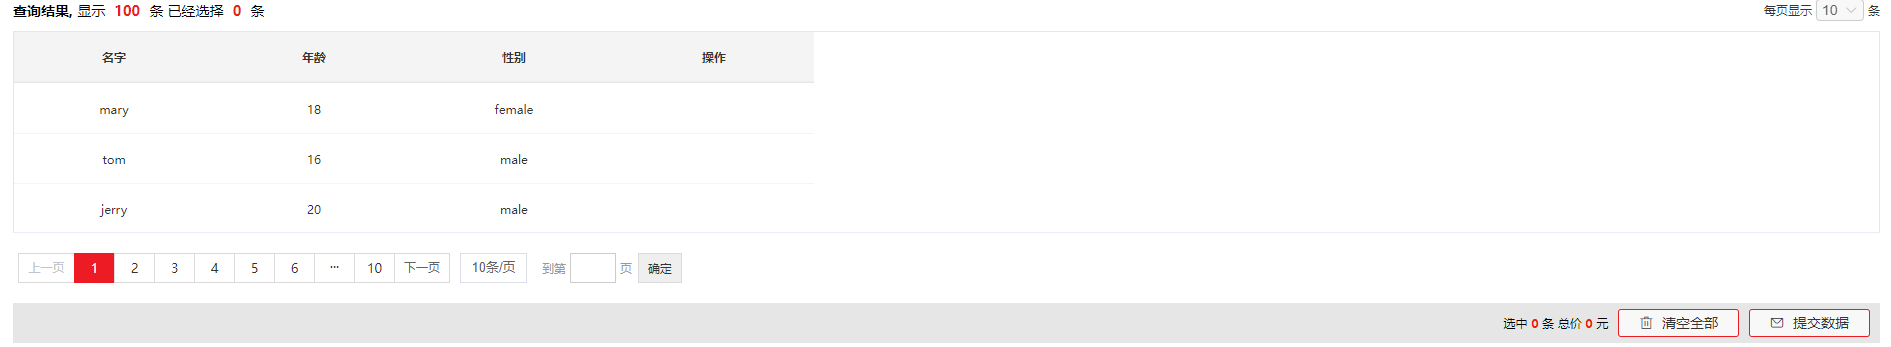 查询结果, 显示 100 条 已经选择 0 条 每页显示 10 条
名字 年龄 性别 操作
mary 18 female
tom 16 male
jerry 20 male
上一页 1 2 3 4 5 6 ··· 10 下一页 10条/页 到第 页 确定
选中 0 条 总价 0 元 清空全部 提交数据